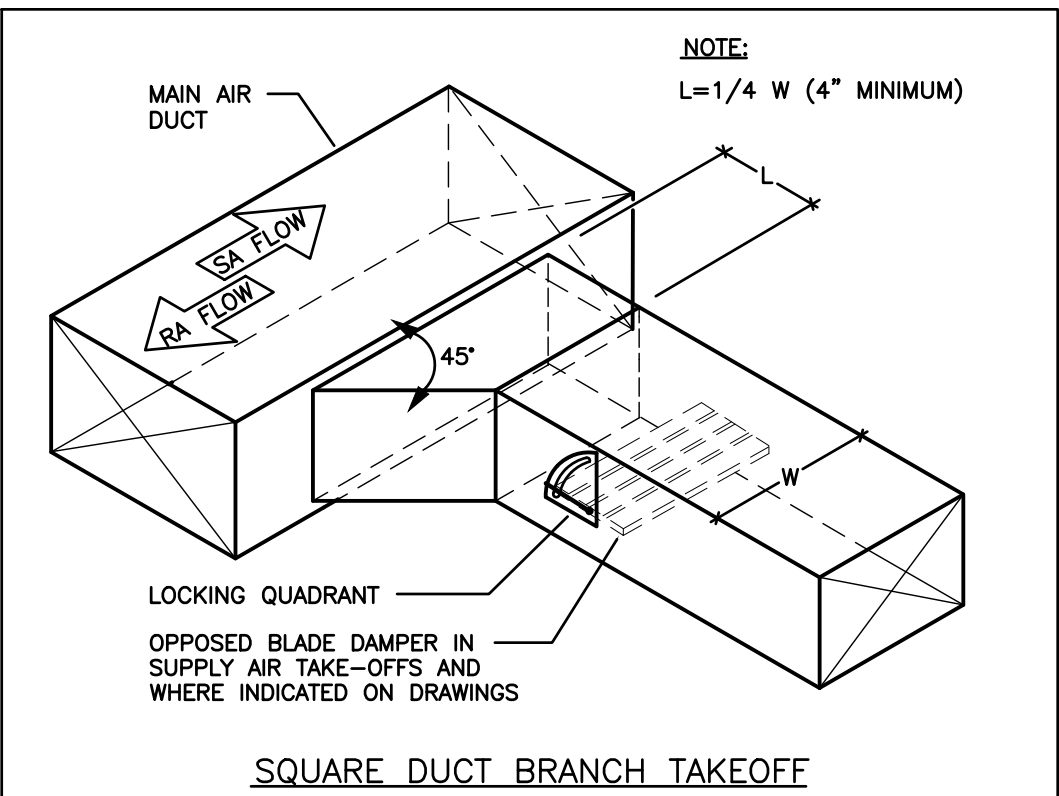 NOTE:
L=1/4 W (4” MINIMUM)
MAIN AIR
DUCT
L
SA FLOW
RA FLOW
45°
W
LOCKING QUADRANT
OPPOSED BLADE DAMPER IN
SUPPLY AIR TAKE-OFFS AND
WHERE INDICATED ON DRAWINGS
SQUARE DUCT BRANCH TAKEOFF